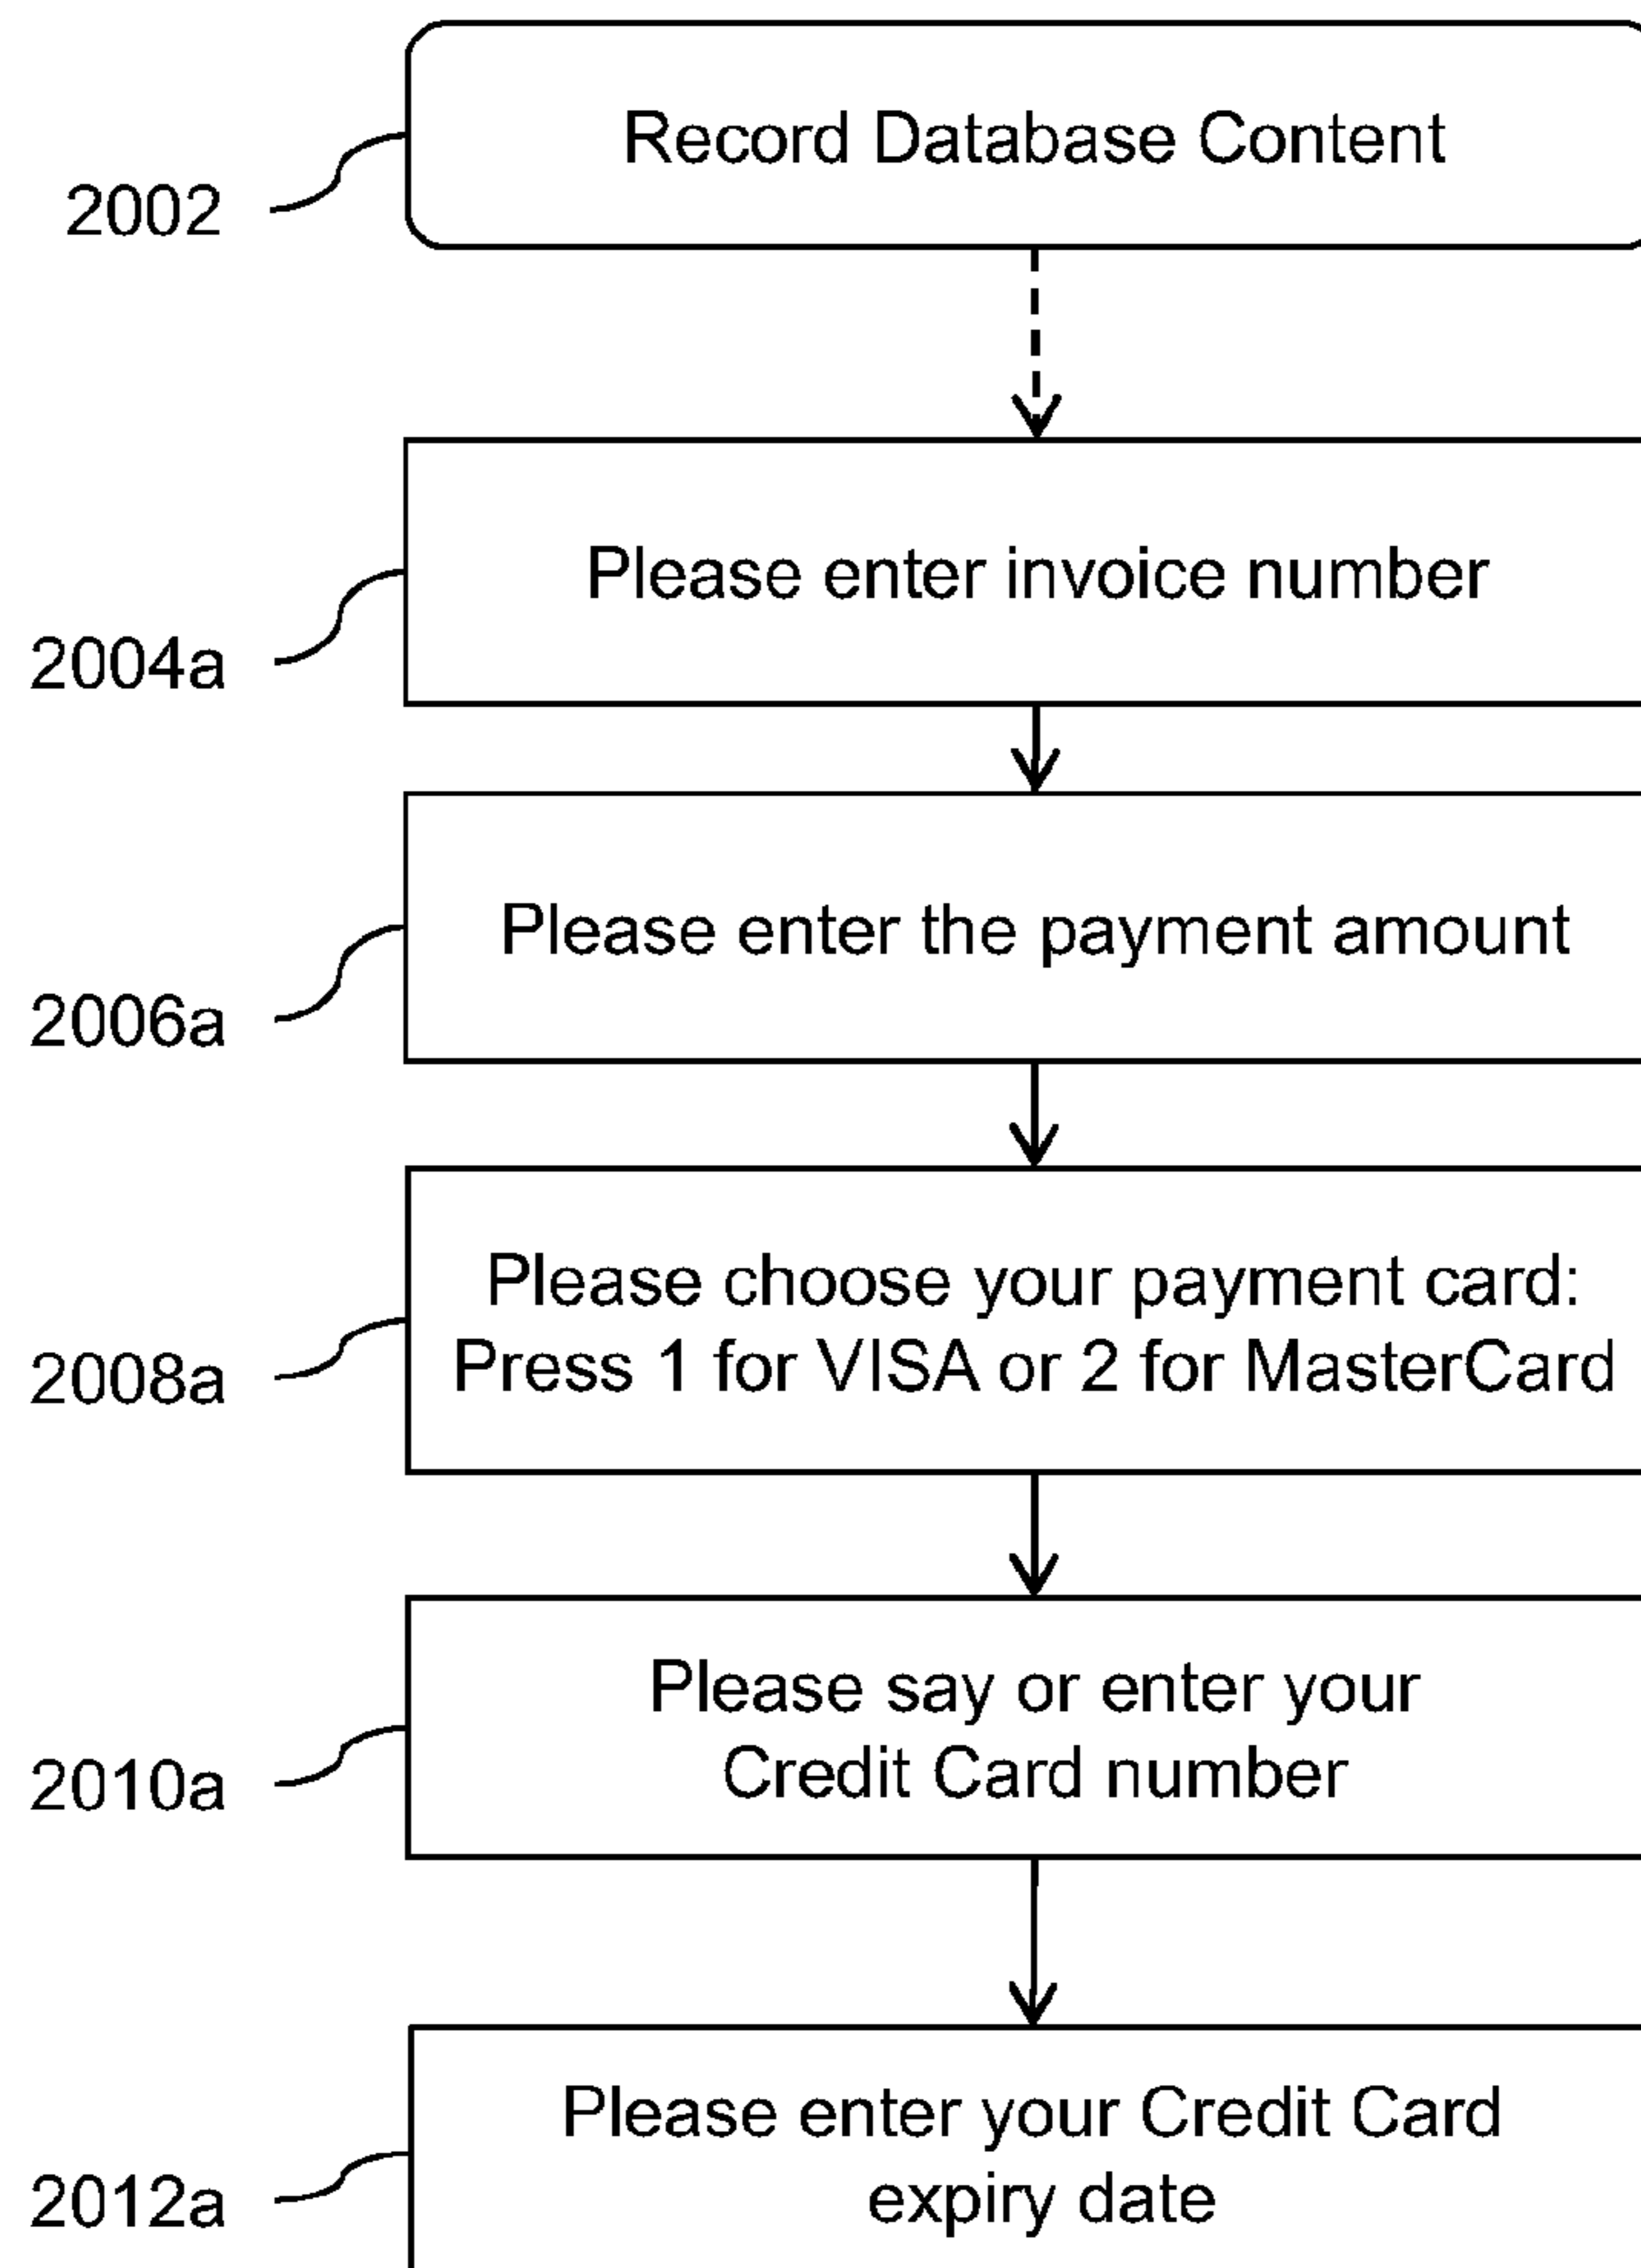 Record Database Content
2002
Please enter invoice number
2004a
Please enter the payment amount
2006a
Please choose your payment card:
Press 1 for VISA or 2 for MasterCard
2008a
Please say or enter your
Credit Card number
2010a
Please enter your Credit Card
expiry date
2012a